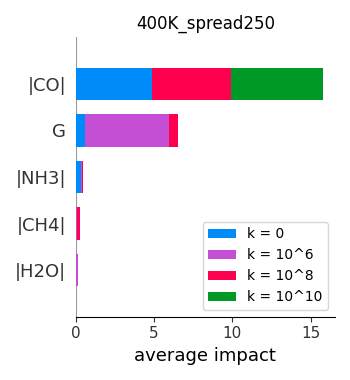 400K_spread250
|CO|
G
|NH3|
|CH4|
|H2O|
k = 0
k = 10^6
k = 10^8
k = 10^10
0 5 10 15
average impact